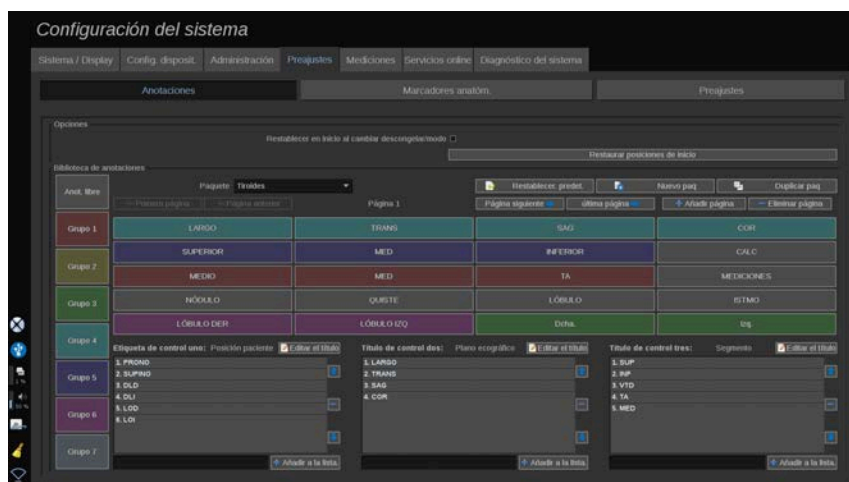 Configuración del sistema
Sistema / Display Config. disposit. Administración Preajustes Mediciones Servicios online Diagnóstico del sistema
Anotaciones Marcadores anatóm. Preajustes
Opciones
Restablecer en Inicio al cambiar descongelar/modo
Restaurar posiciones de inicio
Biblioteca de anotaciones
Anot. libre Paquete Tiroides Restablecer. predet. Nuevo paq Duplicar paq
Primera página Página anterior Página 1 Página siguiente última página Añadir página Eliminar página
Grupo 1 LARGO TRANS SAG COR
SUPERIOR MED INFERIOR CALC
Grupo 2
MEDIO MED TA MEDICIONES
Grupo 3 NÓDULO QUISTE LÓBULO ISTMO
LÓBULO DER LÓBULO IZQ Dcha. Izq.
Grupo 4
Etiqueta de control uno: Posición paciente Editar el título Título de control dos: Plano ecográfico Editar el título Título de control tres: Segmento Editar el título
1. PRONO 1. LARGO 1. SUP
Grupo 5 2. SUPINO 2. TRANS 2. INF
3. DLD 3. SAG 3. VTD
4. DLI 4. COR 4. TA
Grupo 6 5. LOD 5. MED
6. LOI
Grupo 7
Añadir a la lista. Añadir a la lista. Añadir a la lista.